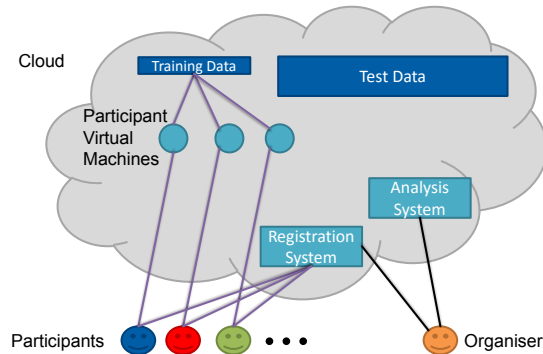 Cloud
Training Data
Test Data
Participant
Virtual
Machines
Analysis
System
Registration
System
Participants
Organiser